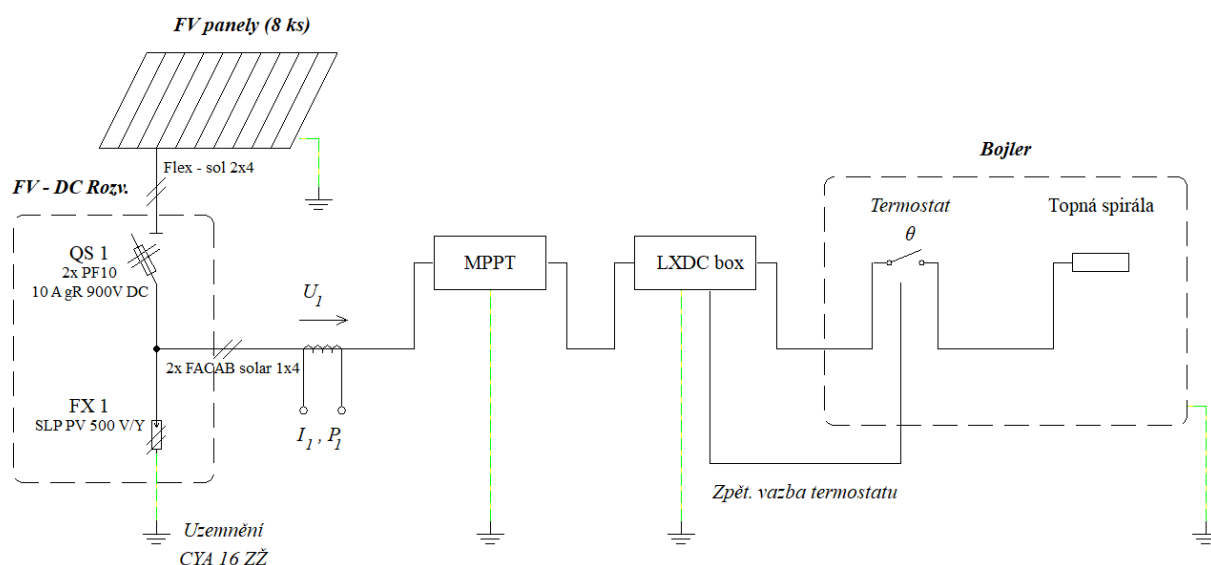 FV panely (8 ks)
Flex - sol 2x4
FV - DC Rozv.
QS 1
2x PF10
10 A gR 900V DC
U1
2x FACAB solar 1x4
I1 , P1
FX 1
SLP PV 500 V/Y
Uzemnění
CYA 16 ZŽ
MPPT
LXDC box
Bojler
Termostat
θ
Topná spirála
Zpět. vazba termostatu